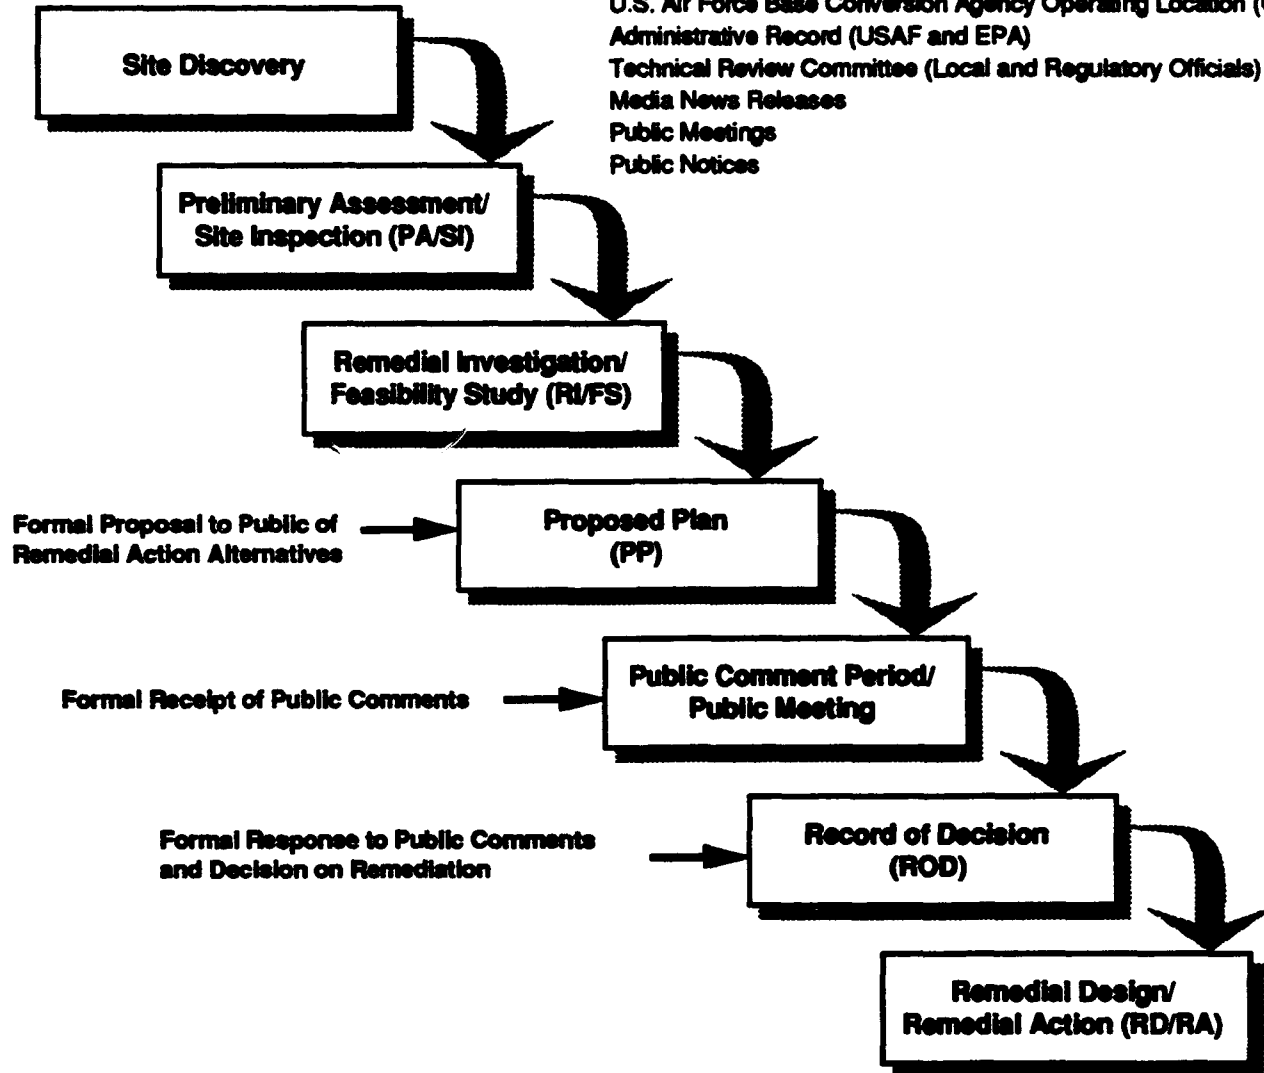 U.S. Air Force Base Conversion Agency Operating Location
Administrative Record (USAF and EPA)
Technical Review Committee (Local and Regulatory Officials)
Media News Releases
Public Meetings
Public Notices
Site Discovery
Preliminary Assessment/
Site Inspection (PA/SI)
Remedial Investigation/
Feasibility Study (RI/FS)
Formal Proposal to Public of
Remedial Action Alternatives
Proposed Plan
(PP)
Formal Receipt of Public Comments
Public Comment Period/
Public Meeting
Formal Response to Public Comments
and Decision on Remediation
Record of Decision
(ROD)
Remedial Design/
Remedial Action (RD/RA)